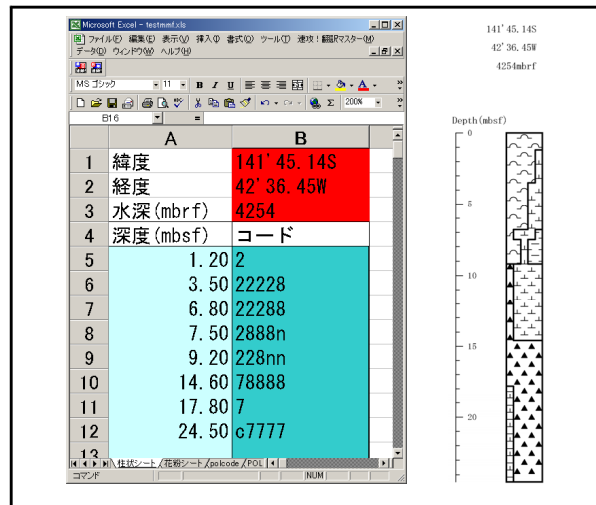 Microsoft Excel - testmmf.xls
ファイル(F) 編集(E) 表示(V) 挿入(I) 書式(O) ツール(T) 速攻!翻訳マスター(M)
データ(D) ウィンドウ(W) ヘルプ(H)
MS ゴシック 11 B I U
200%
B16 =
A B
1 緯度 141ﾟ45.14S
2 経度 42ﾟ36.45W
3 水深(mbrf) 4254
4 深度(mbsf) コード
5 1.20 2
6 3.50 22228
7 6.80 22288
8 7.50 2888n
9 9.20 228nn
10 14.60 78888
11 17.80 7
12 24.50 c7777
13
柱状シート 花粉シート polcode POL
コマンド NUM
141ﾟ45.14S
42ﾟ36.45W
4254mbrf
Depth(mbsf)
0
5
10
15
20